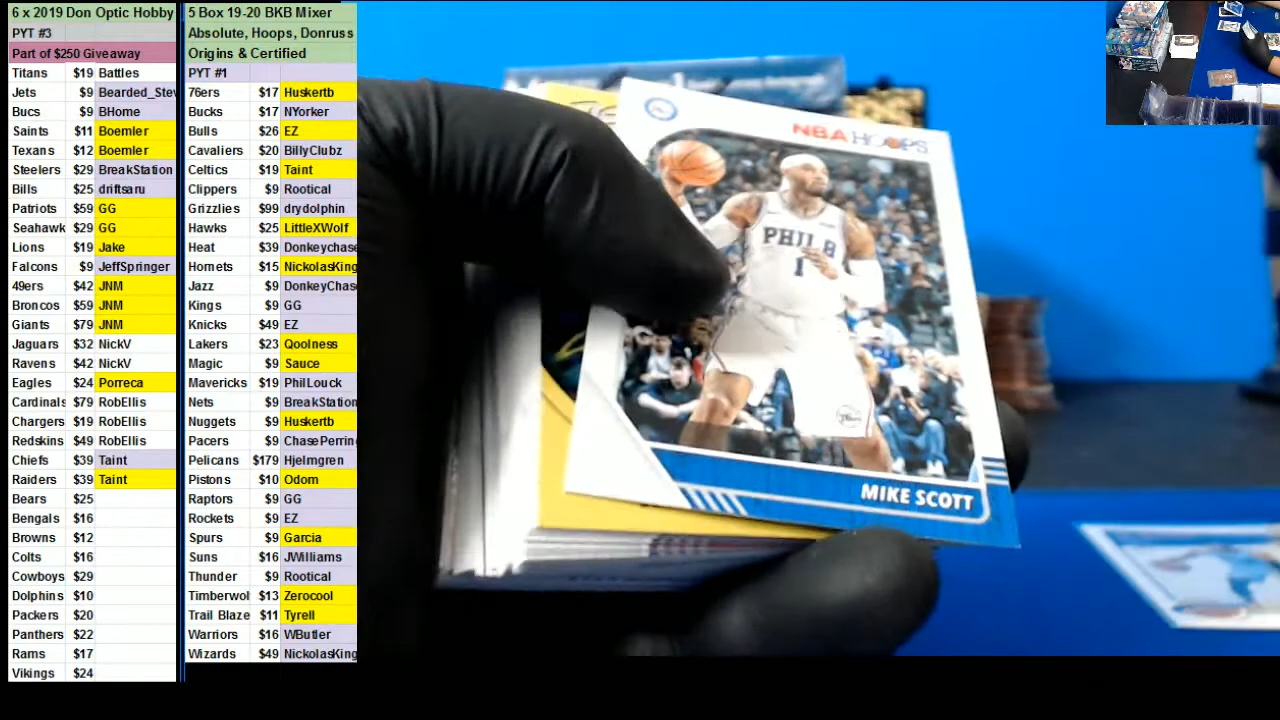 6 x 2019 Don Optic Hobby
PYT #3
Part of $250 Giveaway
Titans $19 Battles
Jets $9 Bearded_Stev
Bucs $9 BHome
Saints $11 Boemler
Texans $12 Boemler
Steelers $29 BreakStation
Bills $25 driftsaru
Patriots $59 GG
Seahawk $29 GG
Lions $19 Jake
Falcons $9 JeffSpringer
49ers $42 JNM
Broncos $59 JNM
Giants $79 JNM
Jaguars $32 NickV
Ravens $42 NickV
Eagles $24 Porreca
Cardinals $79 RobEllis
Chargers $19 RobEllis
Redskins $49 RobEllis
Chiefs $39 Taint
Raiders $39 Taint
Bears $25
Bengals $16
Browns $12
Colts $16
Cowboys $29
Dolphins $10
Packers $20
Panthers $22
Rams $17
Vikings $24
5 Box 19-20 BKB Mixer
Absolute, Hoops, Donruss
Origins & Certified
PYT #1
76ers $17 Huskertb
Bucks $17 NYorker
Bulls $26 EZ
Cavaliers $20 BillyClubz
Celtics $19 Taint
Clippers $9 Rootical
Grizzlies $99 drydolphin
Hawks $25 LittleXWolf
Heat $39 Donkeychase
Hornets $15 NickolasKing
Jazz $9 DonkeyChase
Kings $9 GG
Knicks $49 EZ
Lakers $23 Qoolness
Magic $9 Sauce
Mavericks $19 PhilLouck
Nets $9 BreakStation
Nuggets $9 Huskertb
Pacers $9 ChasePerring
Pelicans $179 Hjelmgren
Pistons $10 Odom
Raptors $9 GG
Rockets $9 EZ
Spurs $9 Garcia
Suns $16 JWilliams
Thunder $9 Rootical
Timberwol $13 Zerocool
Trail Blaze $11 Tyrell
Warriors $16 WButler
Wizards $49 NickolasKing
NBA HOOPS
PHILA
1
MIKE SCOTT